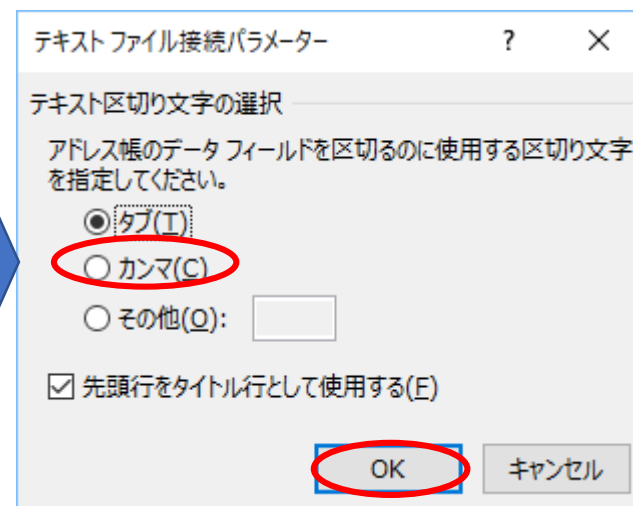 テキスト ファイル接続パラメーター ? ×
テキスト区切り文字の選択
アドレス帳のデータ フィールドを区切るのに使用する区切り文字
を指定してください。
タブ(T)
カンマ(C)
その他(O):
先頭行をタイトル行として使用する(F)
OK キャンセル